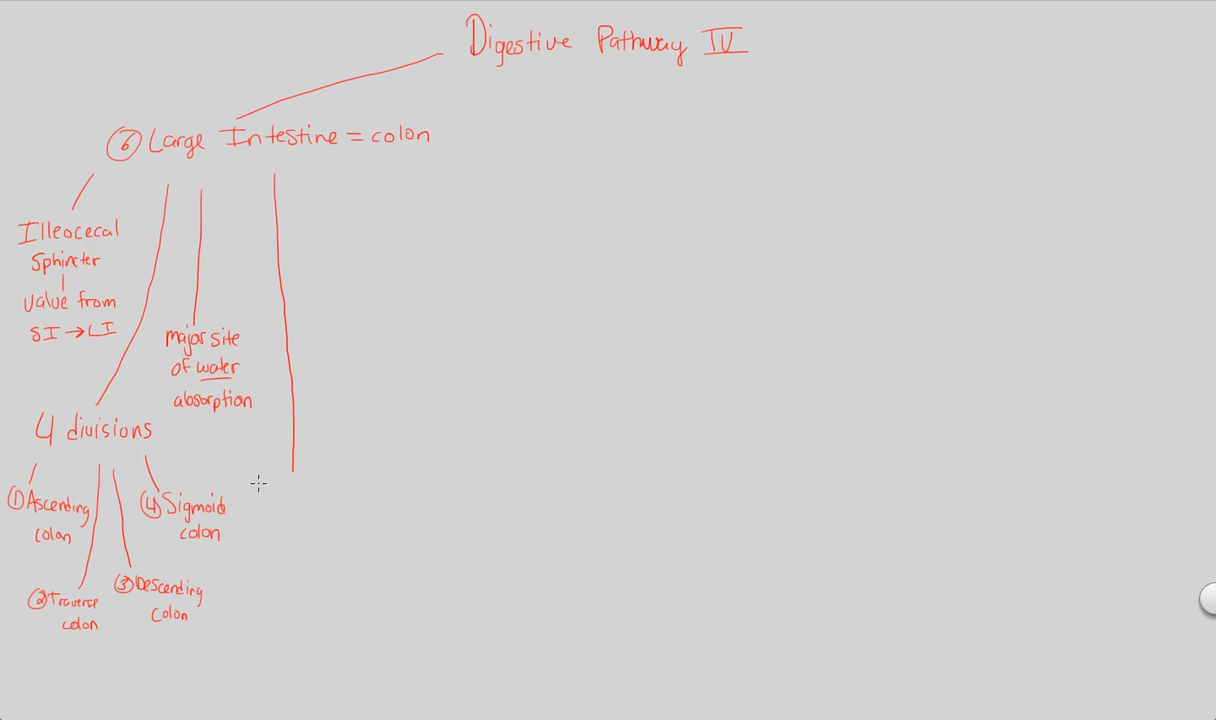 Digestive Pathway IV
⑥ Large Intestine = colon
Illeocecal
Sphincter
Value from
SI → LI
major site
of water
absorption
4 divisions
① Ascending
colon
④ Sigmoid
colon
② Traverse
colon
③ Descending
Colon